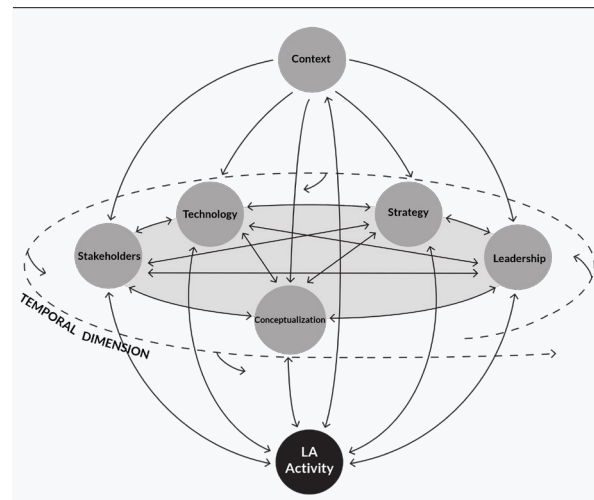 Context
Technology
Strategy
Stakeholders
Leadership
Conceptualization
TEMPORAL DIMENSION
LA
Activity